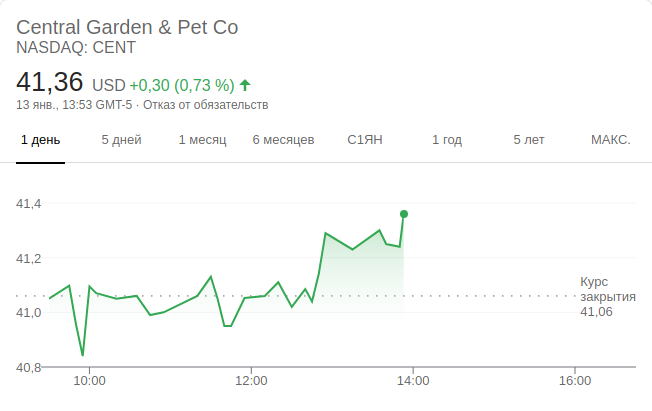 Central Garden & Pet Co
NASDAQ: CENT
41,36 USD +0,30 (0,73 %)
13 янв., 13:53 GMT-5 · Отказ от обязательств
1 день 5 дней 1 месяц 6 месяцев С1ЯН 1 год 5 лет МАКС.
41,4
41,2
Курс
закрытия
41,06
41,0
40,8
10:00 12:00 14:00 16:00